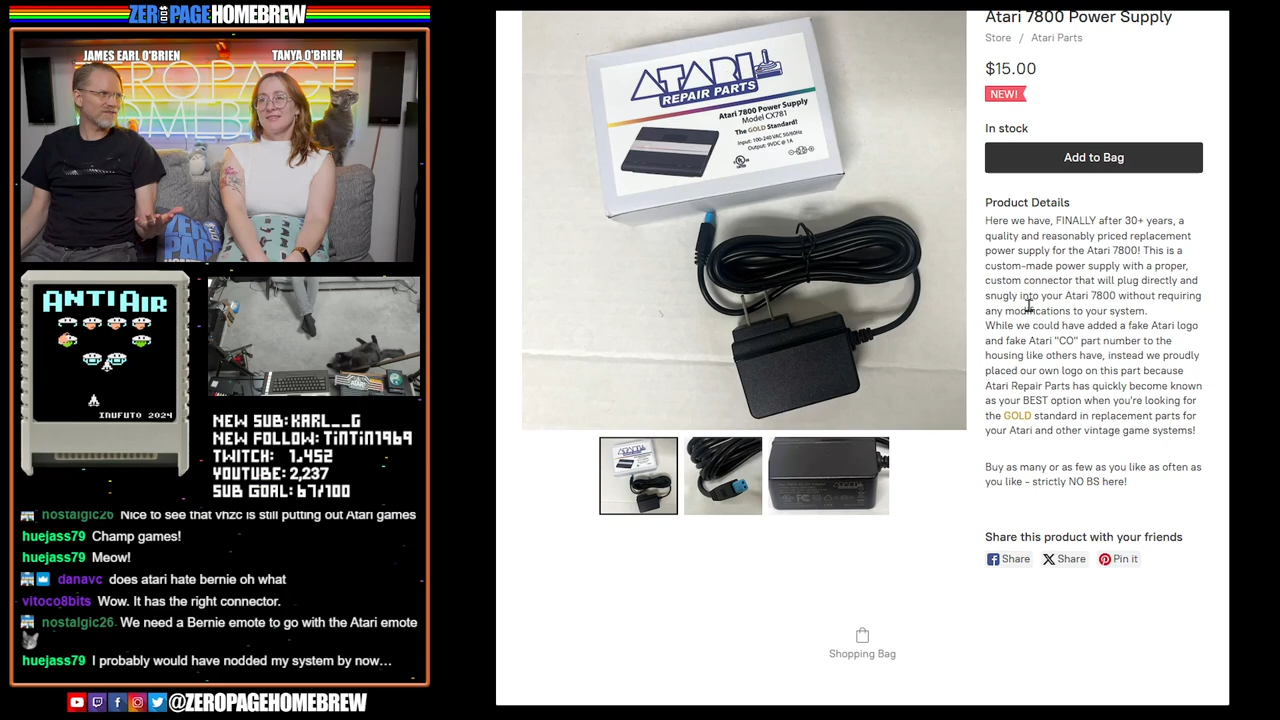 ZEROPAGEHOMEBREW
JAMES EARL O'BRIEN
TANYA O'BRIEN
ANTIAIR
INUFUTO 2024
NEW SUB: KARL__G
NEW FOLLOW: TINTIN1969
TWITCH: 1,452
YOUTUBE: 2,237
SUB GOAL: 67/100
nostalgic26 Nice to see that vhzc is still putting out Atari games
huejass79 Champ games!
huejass79 Meow!
danavc does atari hate bernie oh what
vitoco8bits Wow. It has the right connector.
nostalgic26 We need a Bernie emote to go with the Atari emote
huejass79 I probably would have nodded my system by now…
@ZEROPAGEHOMEBREW
ATARI
REPAIR PARTS
Atari 7800 Power Supply
Model CX781
The GOLD Standard!
Input: 100-240VAC 50/60Hz
Output: 9VDC @ 1A
Atari 7800 Power Supply
Store / Atari Parts
$15.00
NEW!
In stock
Add to Bag
Product Details
Here we have, FINALLY after 30+ years, a
quality and reasonably priced replacement
power supply for the Atari 7800! This is a
custom-made power supply with a proper,
custom connector that will plug directly and
snugly into your Atari 7800 without requiring
any modifications to your system.
While we could have added a fake Atari logo
and fake Atari "CO" part number to the
housing like others have, instead we proudly
placed our own logo on this part because
Atari Repair Parts has quickly become known
as your BEST option when you're looking for
the GOLD standard in replacement parts for
your Atari and other vintage game systems!
Buy as many or as few as you like as often as
you like - strictly NO BS here!
Share this product with your friends
Share
Share
Pin it
Shopping Bag